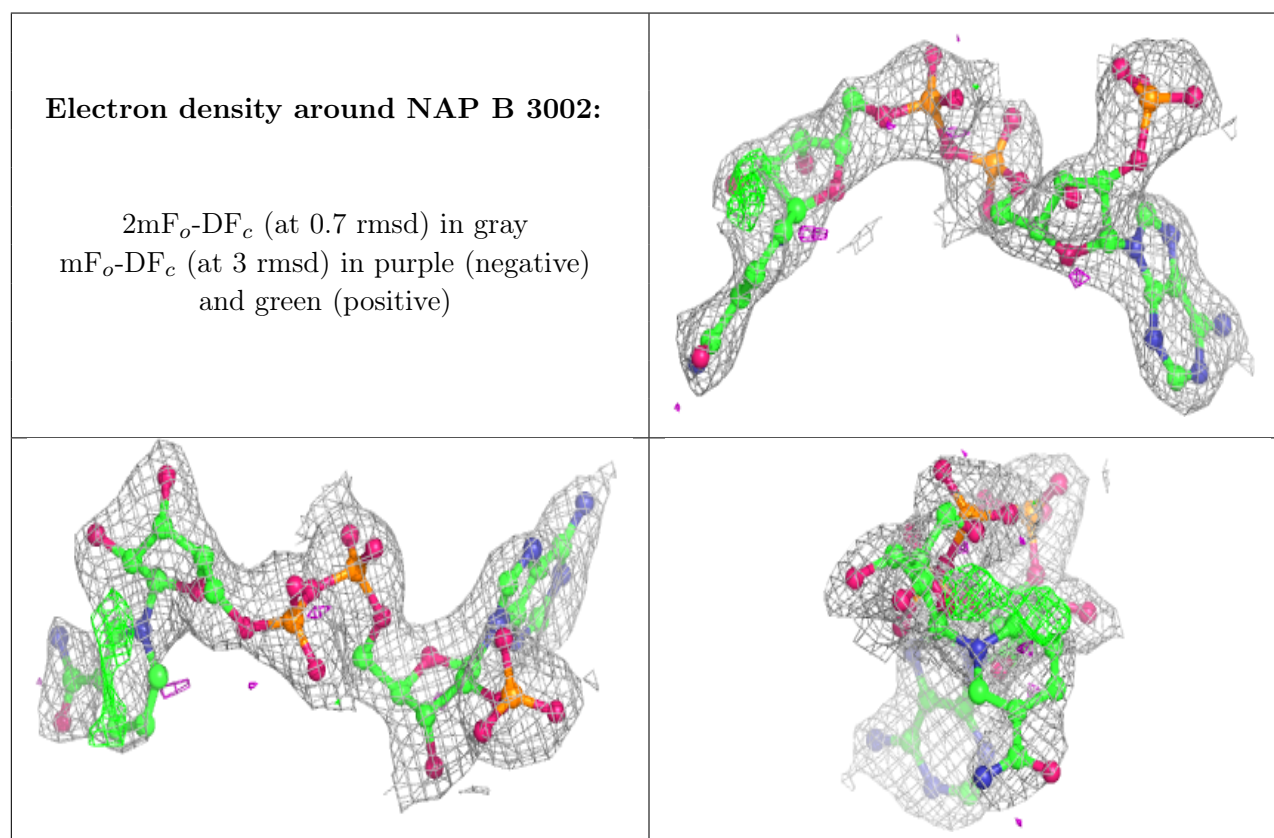 Electron density around NAP B 3002:
2mFₒ-DF𝒸 (at 0.7 rmsd) in gray
mFₒ-DF𝒸 (at 3 rmsd) in purple (negative)
and green (positive)